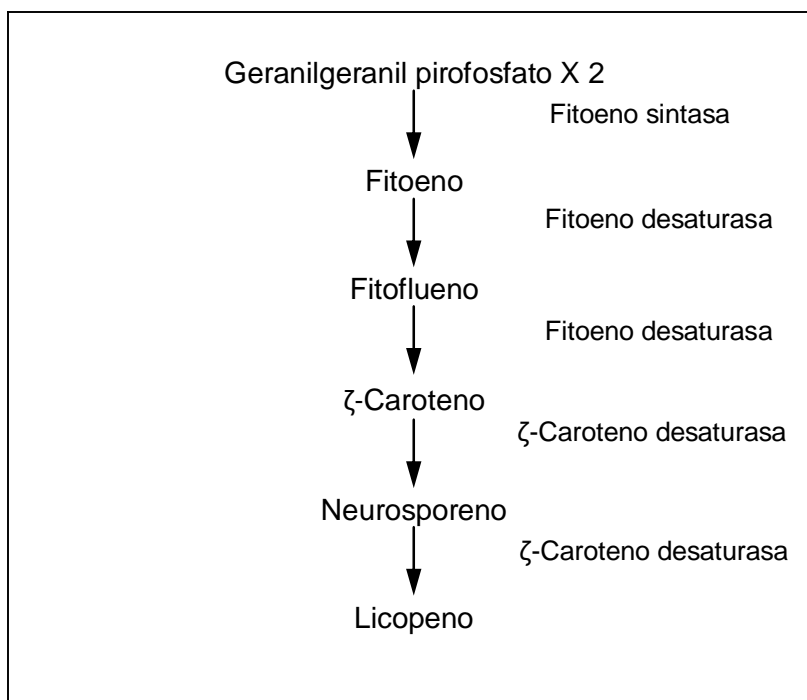 Geranilgeranil pirofosfato X 2
Fitoeno sintasa
Fitoeno
Fitoeno desaturasa
Fitoflueno
Fitoeno desaturasa
ζ-Caroteno
ζ-Caroteno desaturasa
Neurosporeno
ζ-Caroteno desaturasa
Licopeno